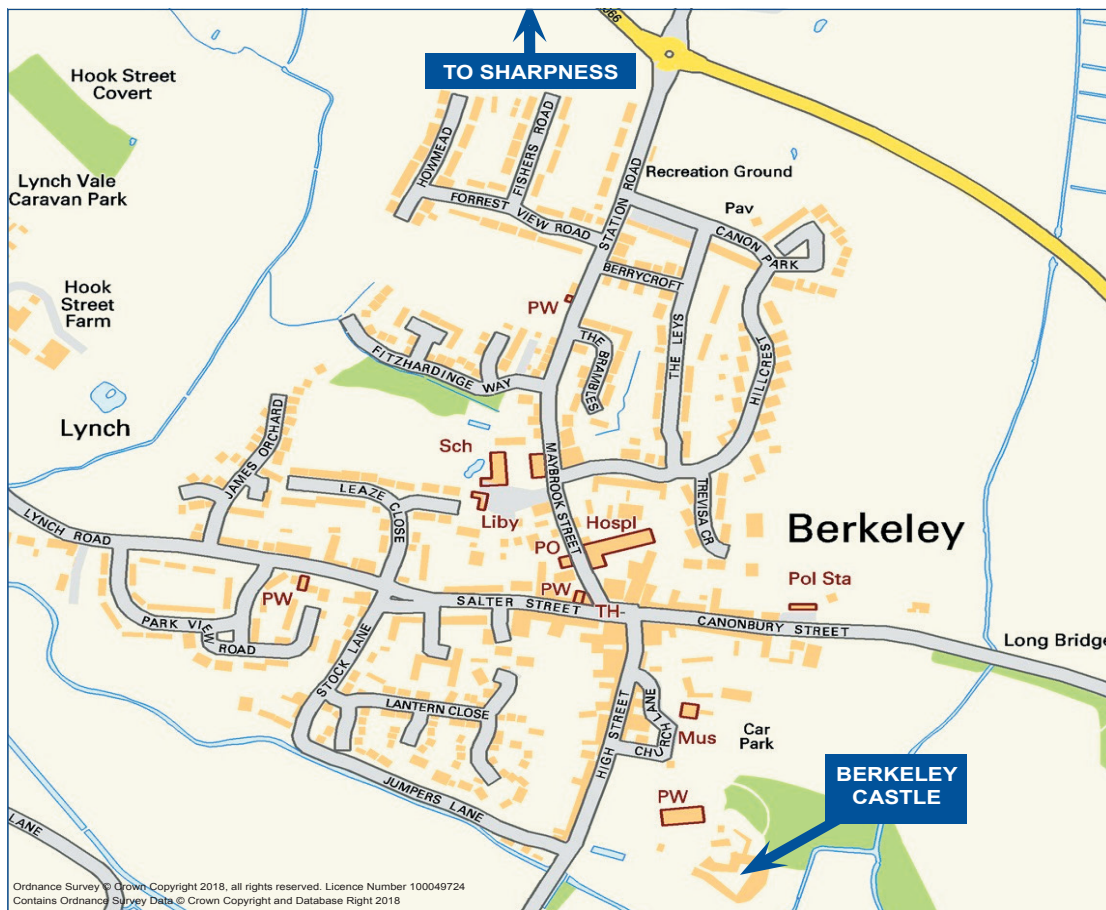 066
TO SHARPNESS
Hook Street
Covert
Lynch Vale
Caravan Park
Hook
Street
Farm
Lynch
HOWMEAD
FISHERS ROAD
FORREST VIEW ROAD
STATION ROAD
Recreation Ground
Pav
CANON PARK
BERRYCROFT
PW
THE BRAMBLES
THE LEYS
HILLCREST
FITZHARDINGE WAY
JAMES ORCHARD
LEAZE CLOSE
Sch
Liby
MAYBROOK STREET
Hospl
PO
PW
TH-
TREVISA CR
Berkeley
Pol Sta
LYNCH ROAD
PW
PARK VIEW ROAD
SALTER STREET
CANONBURY STREET
Long Bridge
STOCK LANE
LANTERN CLOSE
HIGH STREET
CHURCH LANE
Mus
Car
Park
JUMPERS LANE
PW
BERKELEY
CASTLE
LANE
Ordnance Survey © Crown Copyright 2018, all rights reserved. Licence Number 100049724
Contains Ordnance Survey Data © Crown Copyright and Database Right 2018